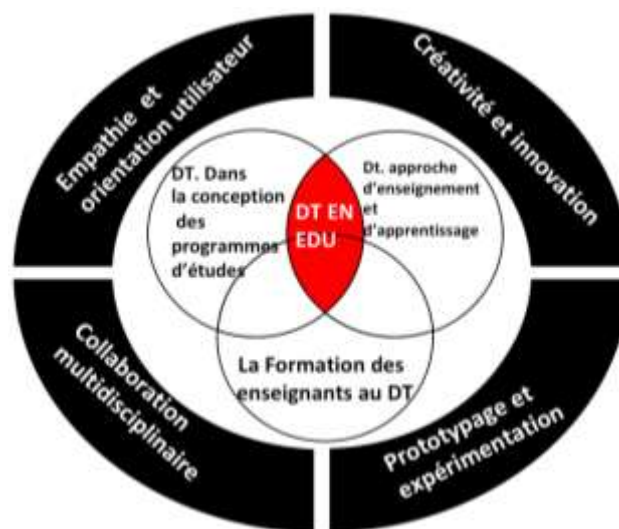 Empathie et
orientation utilisateur
Créativité et innovation
DT. Dans
la conception
des
programmes
d'études
Dt. approche
d'enseignement
et
d'apprentissage
DT EN
EDU
La Formation des
enseignants au DT
Collaboration
multidisciplinaire
Prototypage et
expérimentation